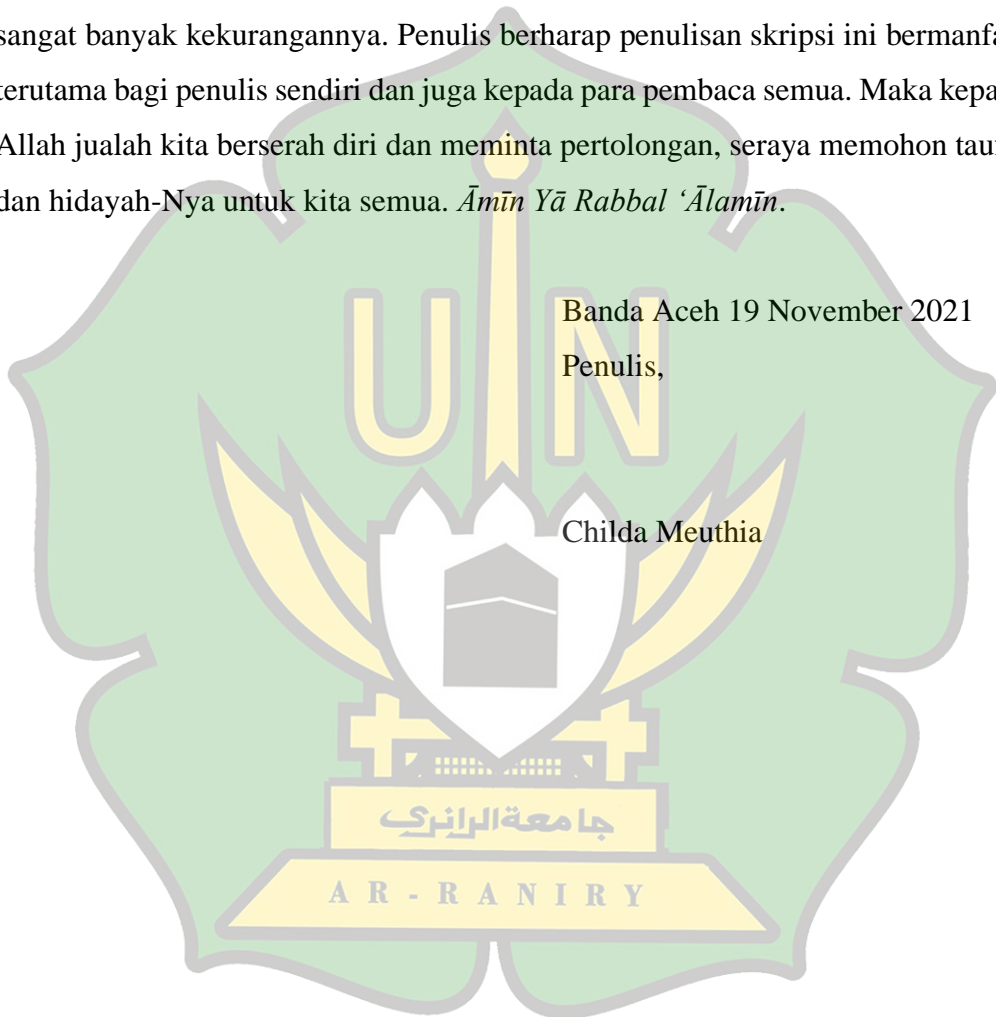 sangat banyak kekurangannya. Penulis berharap penulisan skripsi ini bermanfa
terutama bagi penulis sendiri dan juga kepada para pembaca semua. Maka kepa
Allah jualah kita berserah diri dan meminta pertolongan, seraya memohon tau
dan hidayah-Nya untuk kita semua. Āmīn Yā Rabbal ‘Ālamīn.
Banda Aceh 19 November 2021
Penulis,
UIN
Childa Meuthia
جامعة الرانري
AR-RANIRY